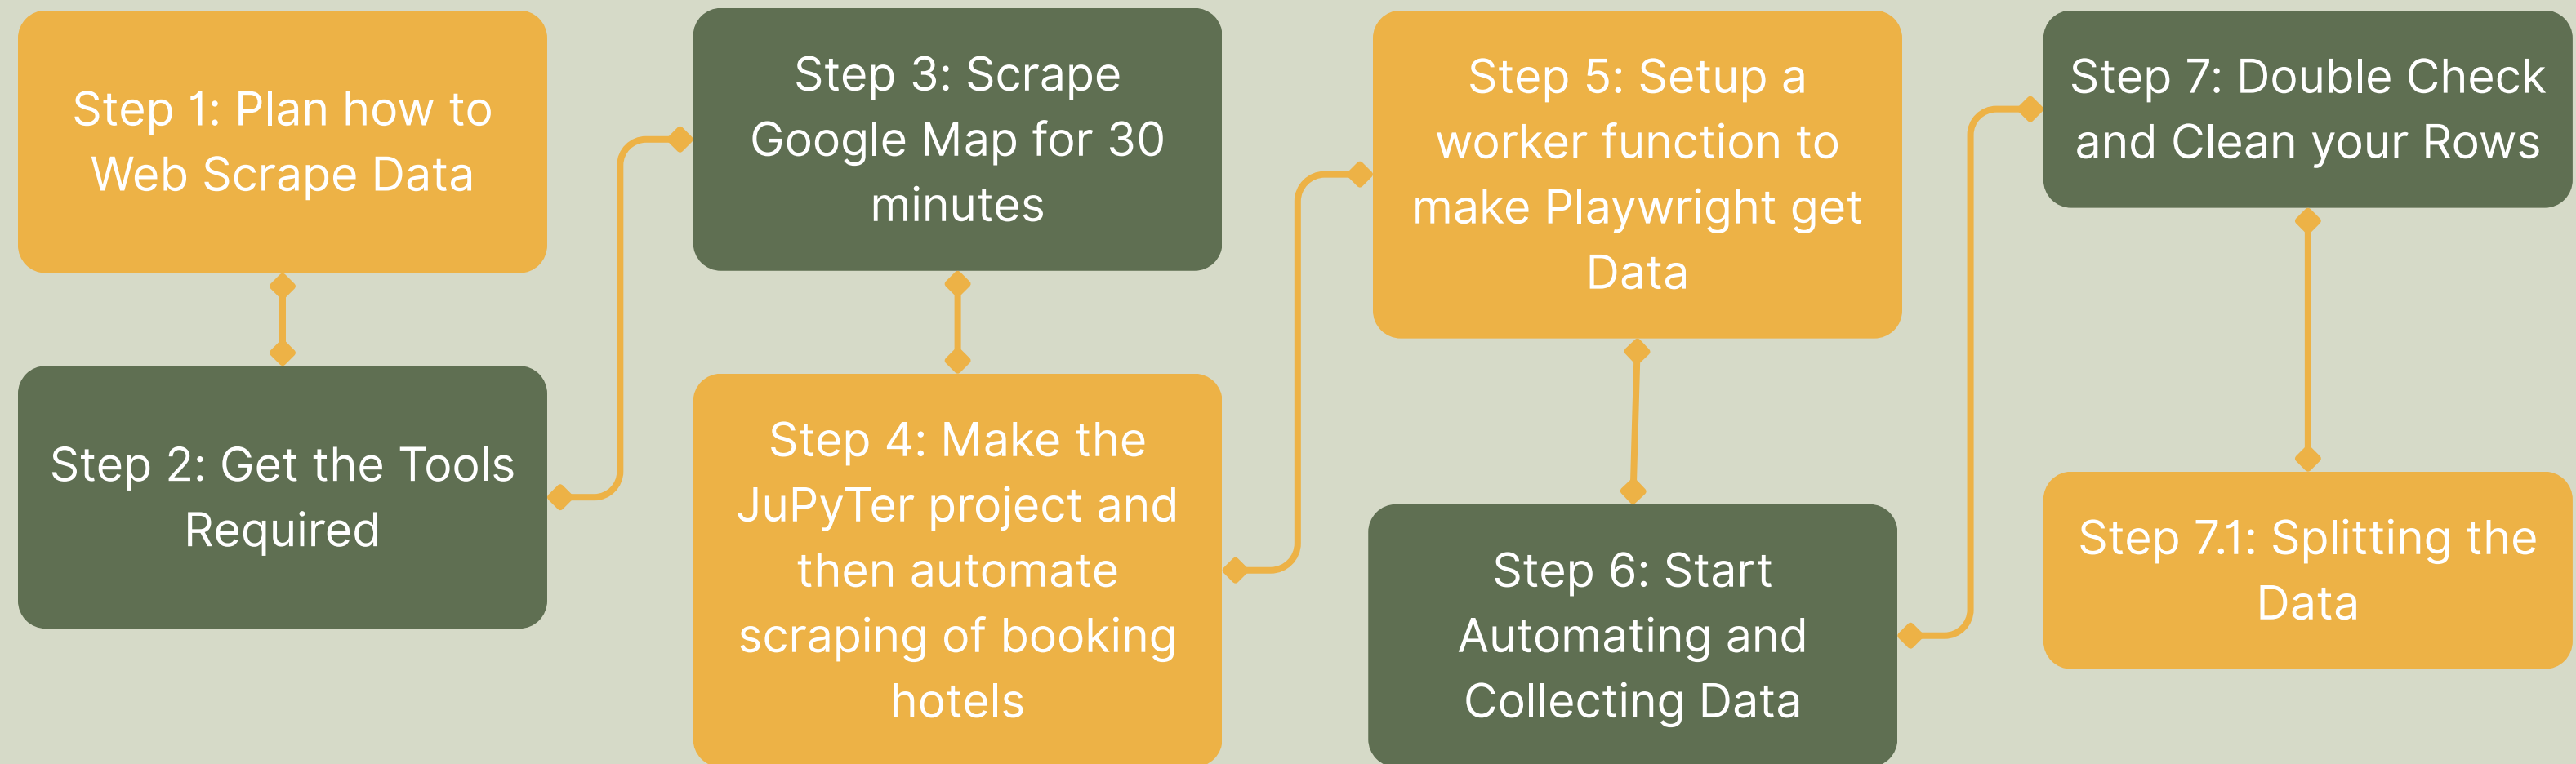 Step 1: Plan how to
Web Scrape Data
Step 2: Get the Tools
Required
Step 3: Scrape
Google Map for 30
minutes
Step 4: Make the
JuPyTer project and
then automate
scraping of booking
hotels
Step 5: Setup a
worker function to
make Playwright get
Data
Step 6: Start
Automating and
Collecting Data
Step 7: Double Check
and Clean your Rows
Step 7.1: Splitting the
Data